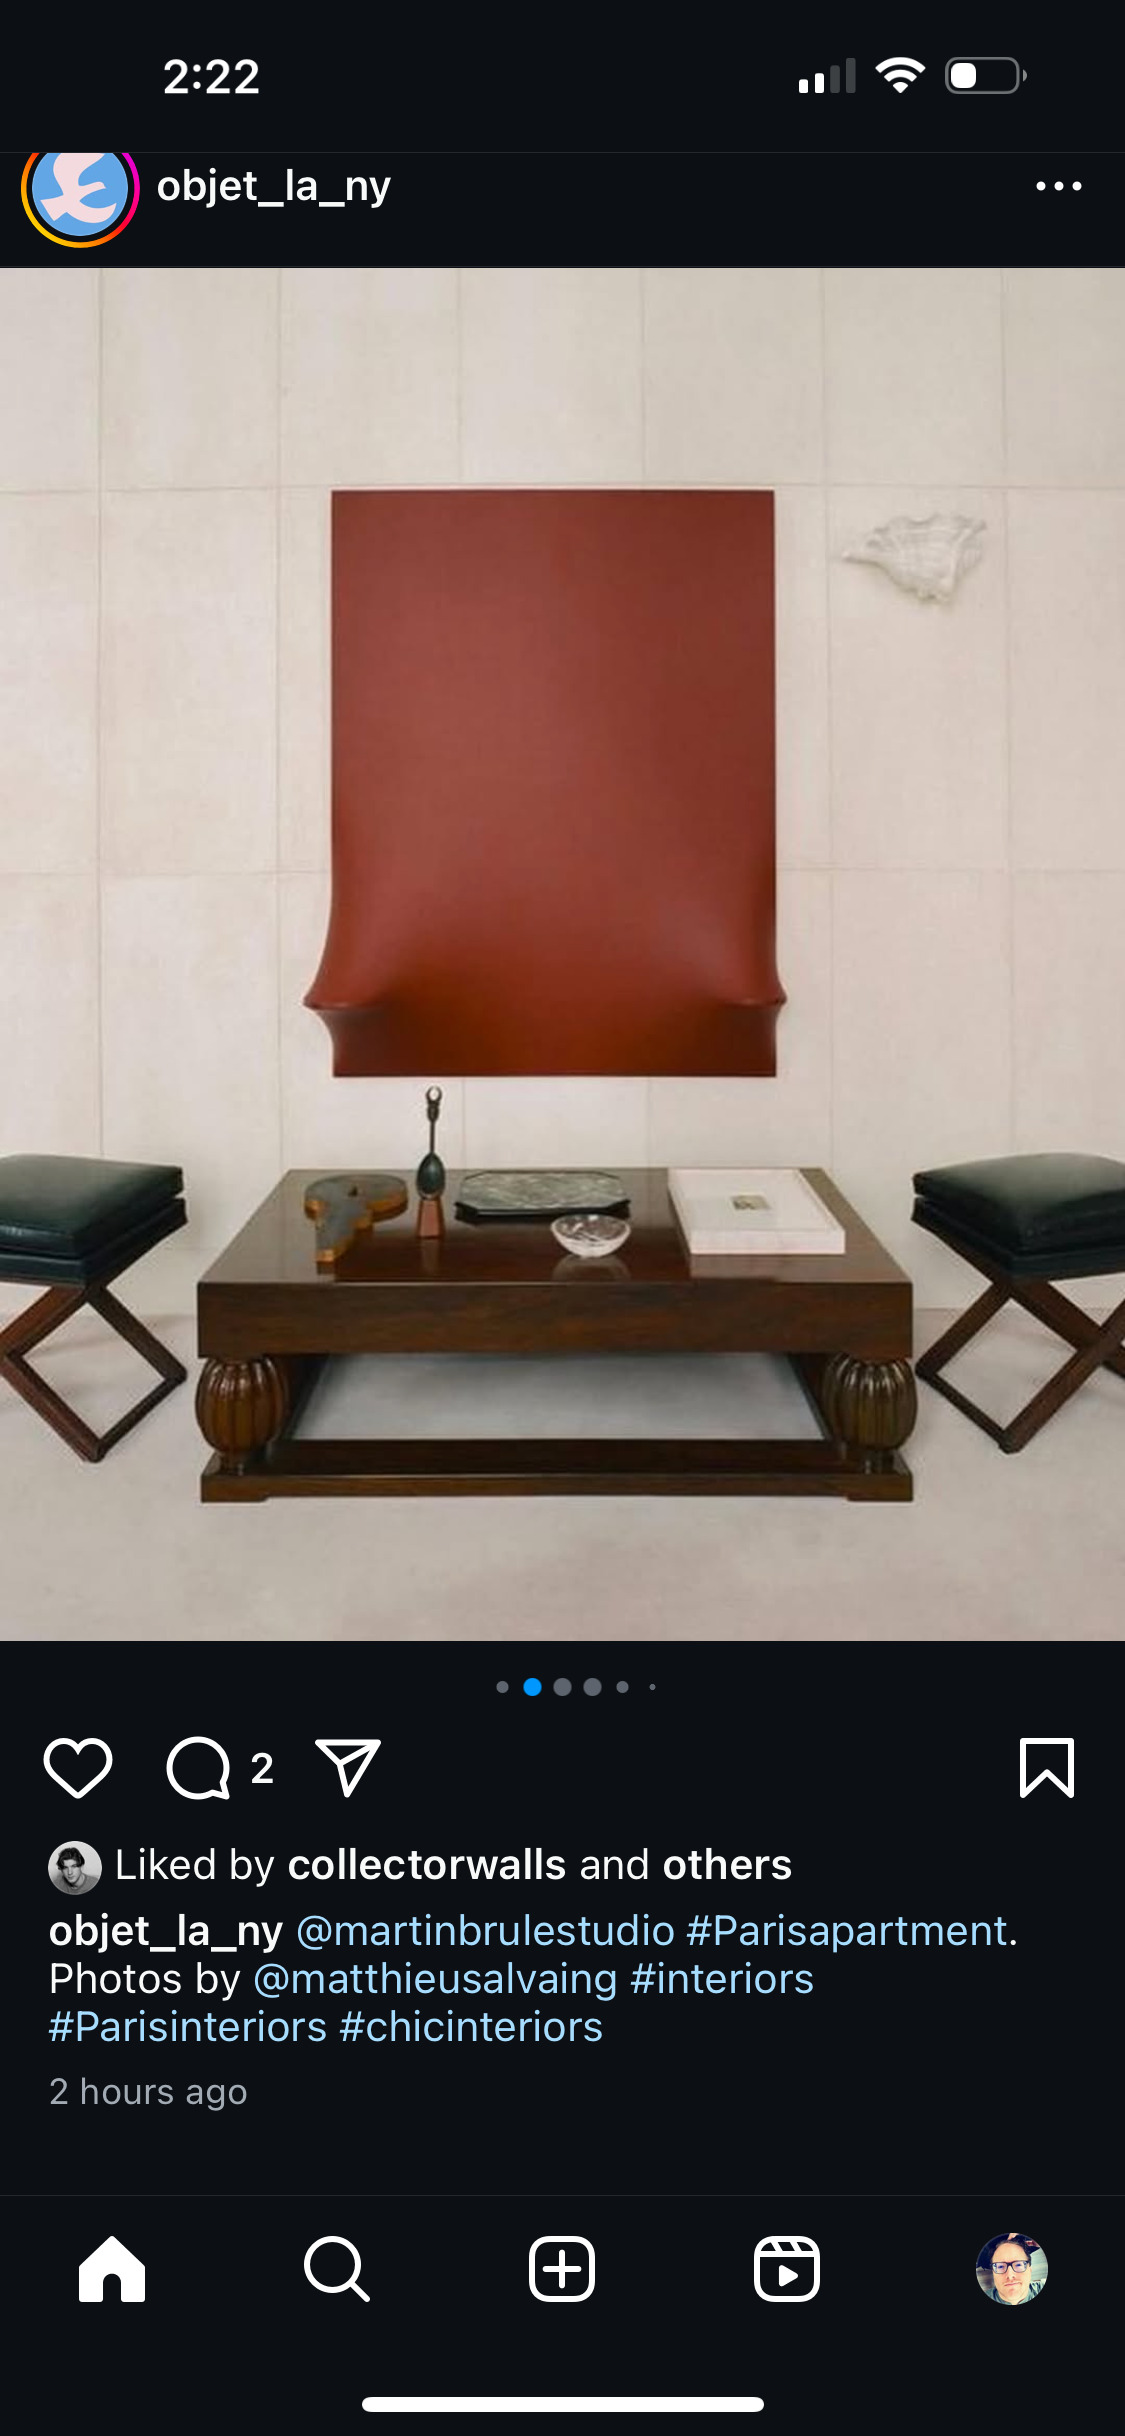 2:22
objet_la_ny
2
Liked by collectorwalls and others
objet_la_ny @martinbrulestudio #Parisapartment.
Photos by @matthieusalvaing #interiors
#Parisinteriors #chicinteriors
2 hours ago